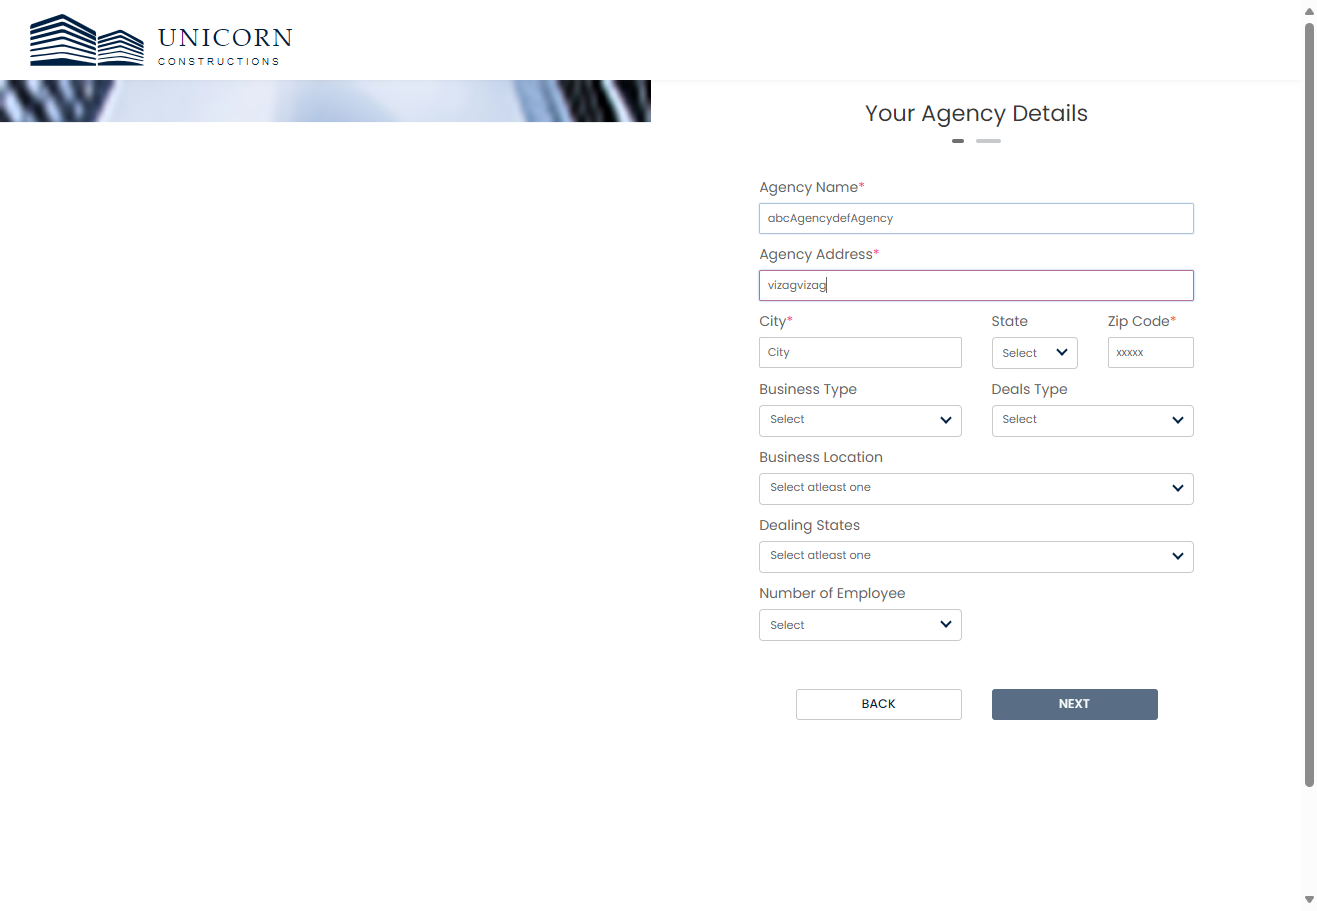 UNICORN
CONSTRUCTIONS
Your Agency Details
Agency Name*
abcAgencydefAgency
Agency Address*
vizagvizag
City* State Zip Code*
City Select xxxxx
Business Type Deals Type
Select Select
Business Location
Select atleast one
Dealing States
Select atleast one
Number of Employee
Select
BACK NEXT